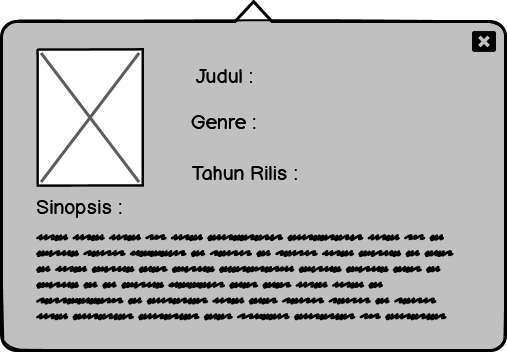 Judul :
Genre :
Tahun Rilis :
Sinopsis :